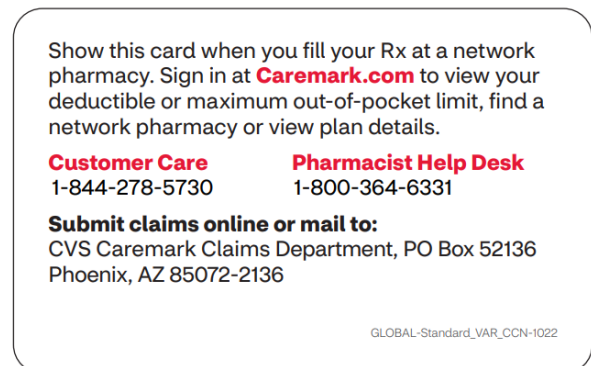 Show this card when you fill your Rx at a network
pharmacy. Sign in at Caremark.com to view your
deductible or maximum out-of-pocket limit, find a
network pharmacy or view plan details.
Customer Care Pharmacist Help Desk
1-844-278-5730 1-800-364-6331
Submit claims online or mail to:
CVS Caremark Claims Department, PO Box 52136
Phoenix, AZ 85072-2136
GLOBAL-Standard_VAR_CCN-1022